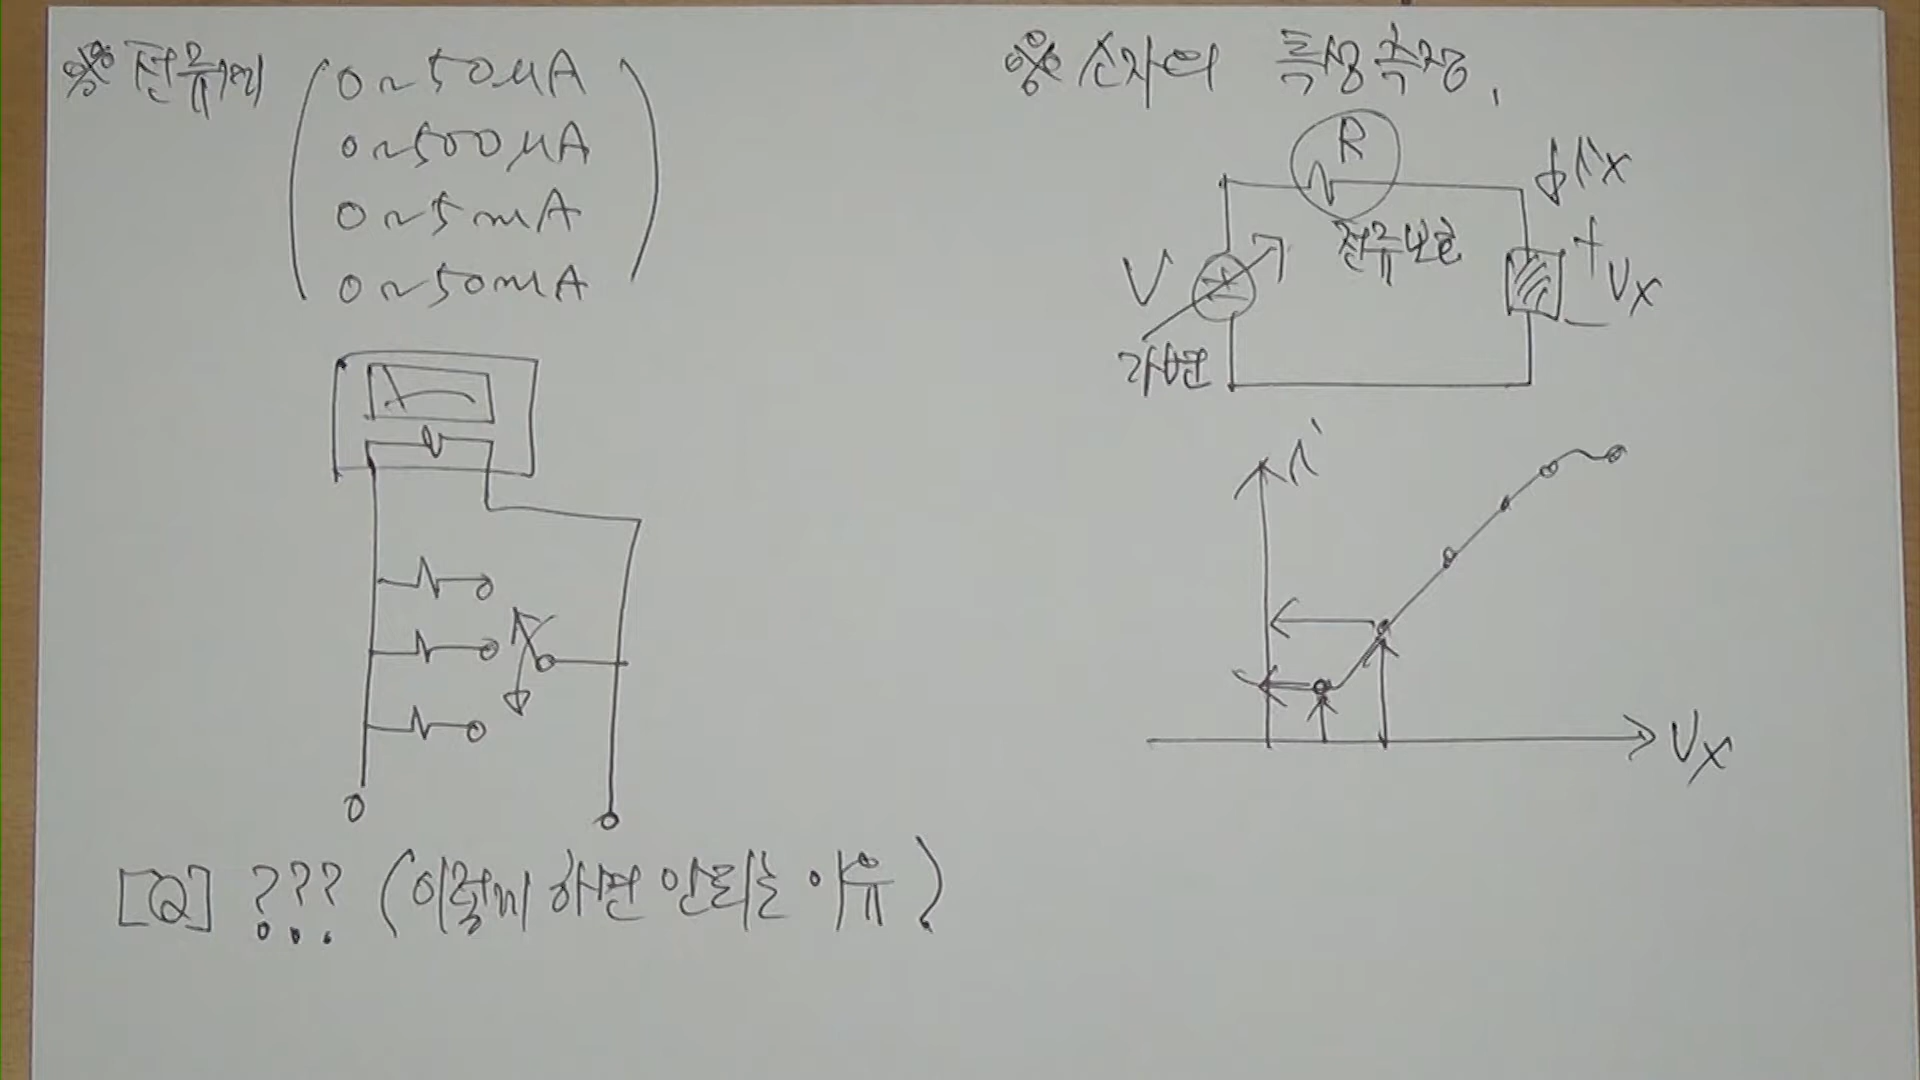 ※ 전류계 (0~50μA
0~500μA
0~5mA
0~50mA)
[Q] ??? (이렇게 하면 안되는 이유?)
※ 소자의 특성측정.
R
전류보호
ix
V
가변
+
Vx
-
i
Vx